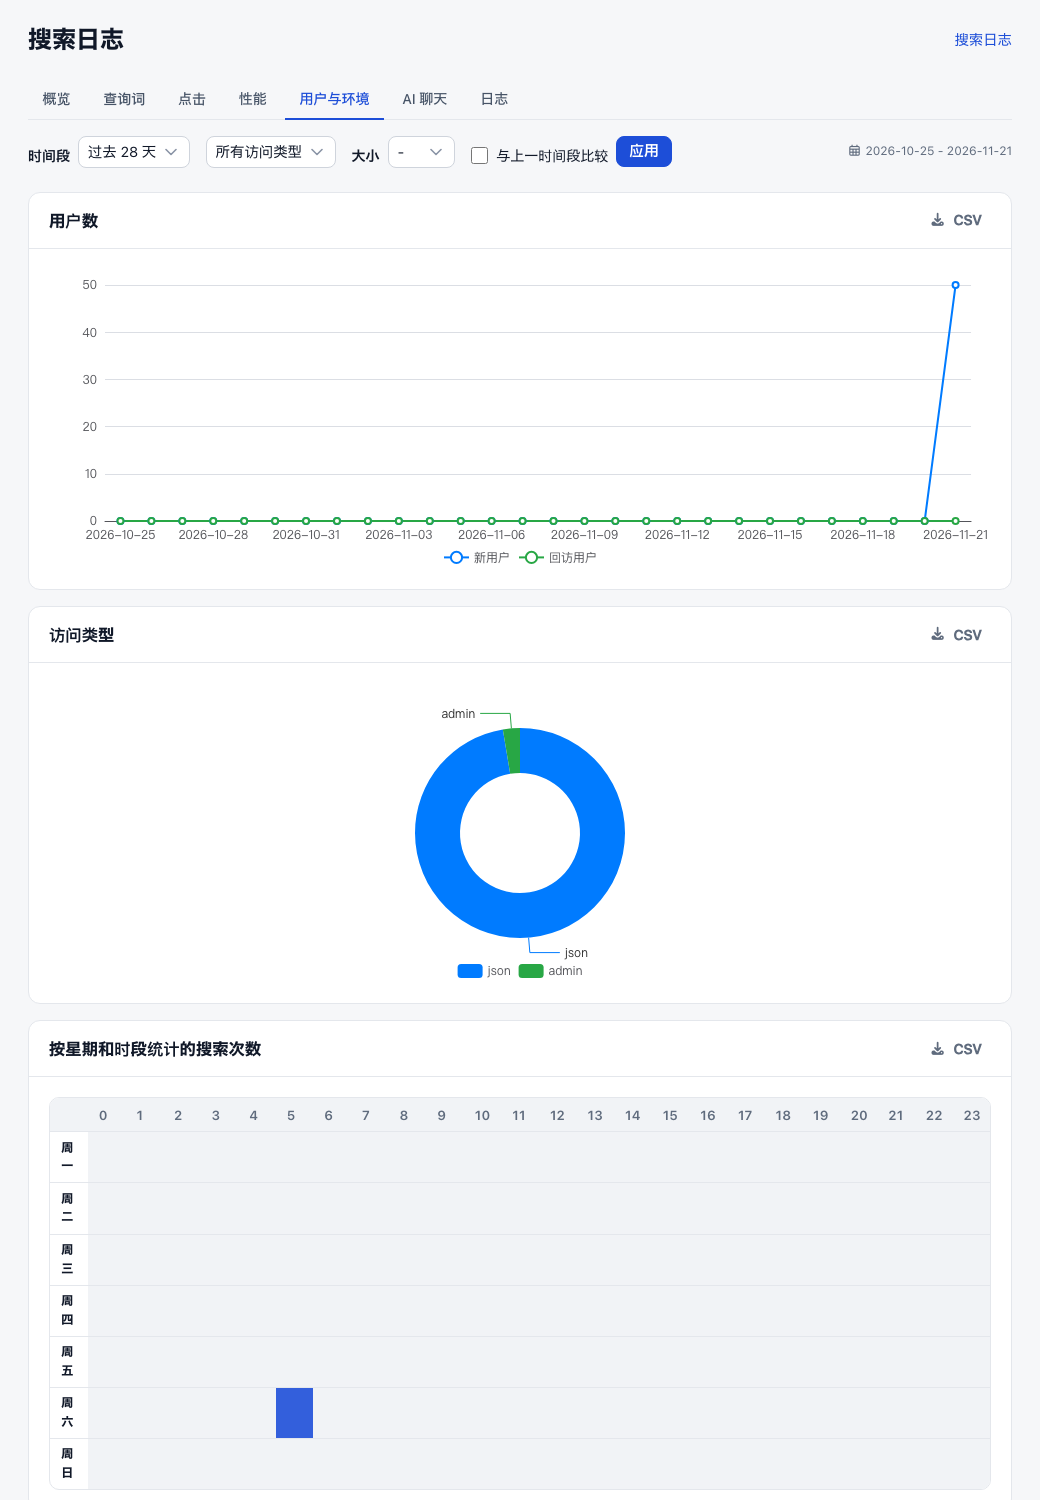 搜索日志
搜索日志
概览 查询词 点击 性能 用户与环境 AI 聊天 日志
时间段 过去 28 天 所有访问类型 大小 - 与上一时间段比较 应用 2026-10-25 - 2026-11-21
用户数 CSV
50
40
30
20
10
0
2026-10-25 2026-10-28 2026-10-31 2026-11-03 2026-11-06 2026-11-09 2026-11-12 2026-11-15 2026-11-18 2026-11-21
新用户 回访用户
访问类型 CSV
admin
json
json admin
按星期和时段统计的搜索次数 CSV
0 1 2 3 4 5 6 7 8 9 10 11 12 13 14 15 16 17 18 19 20 21 22 23
周一
周二
周三
周四
周五
周六
周日